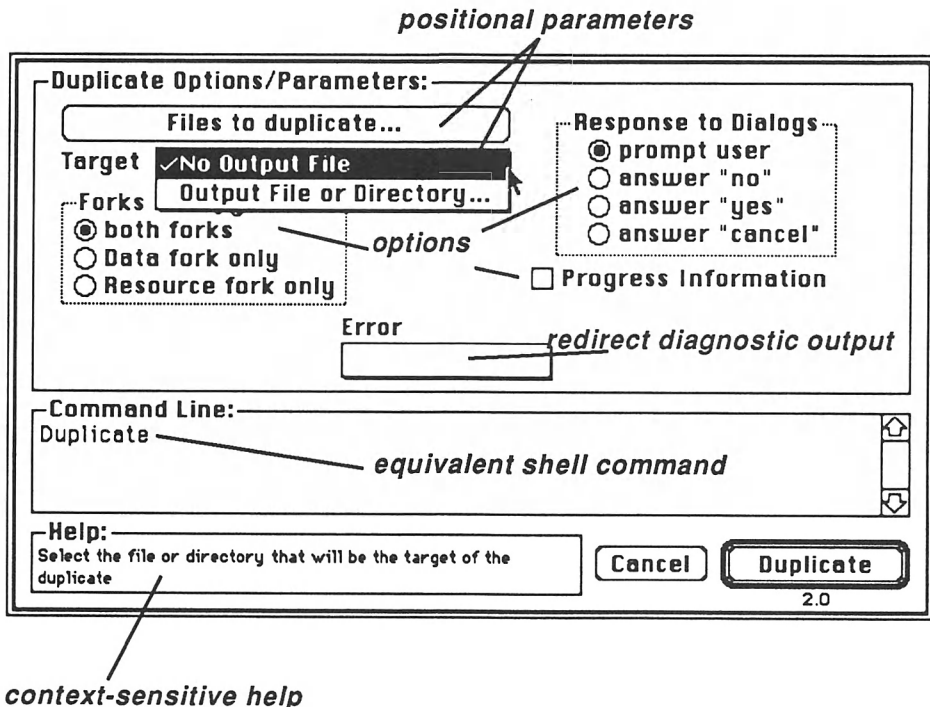 positional parameters
Duplicate Options/Parameters:
Files to duplicate...
Response to Dialogs
prompt user
answer "no"
answer "yes"
answer "cancel"
Target
✓No Output File
Output File or Directory...
Forks
both forks
Data fork only
Resource fork only
options
Progress Information
Error
redirect diagnostic output
Command Line:
Duplicate
equivalent shell command
Help:
Select the file or directory that will be the target of the
duplicate
Cancel
Duplicate
2.0
context-sensitive help